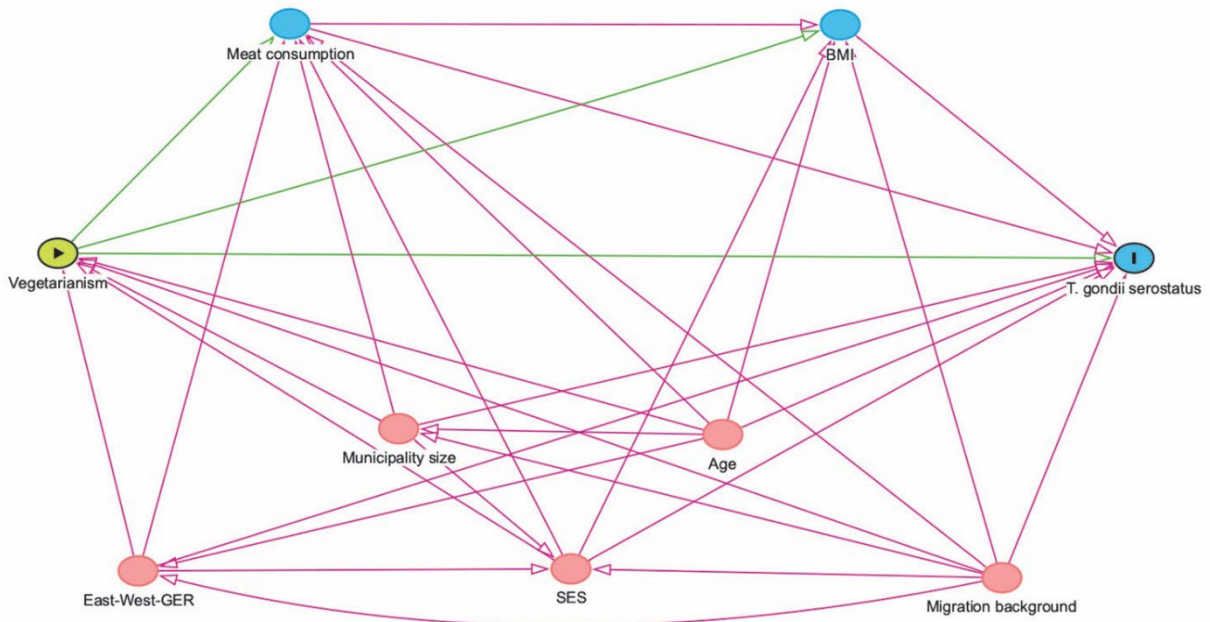 Meat consumption
BMI
Vegetarianism
T. gondii serostatus
Municipality size
Age
East-West-GER
SES
Migration background